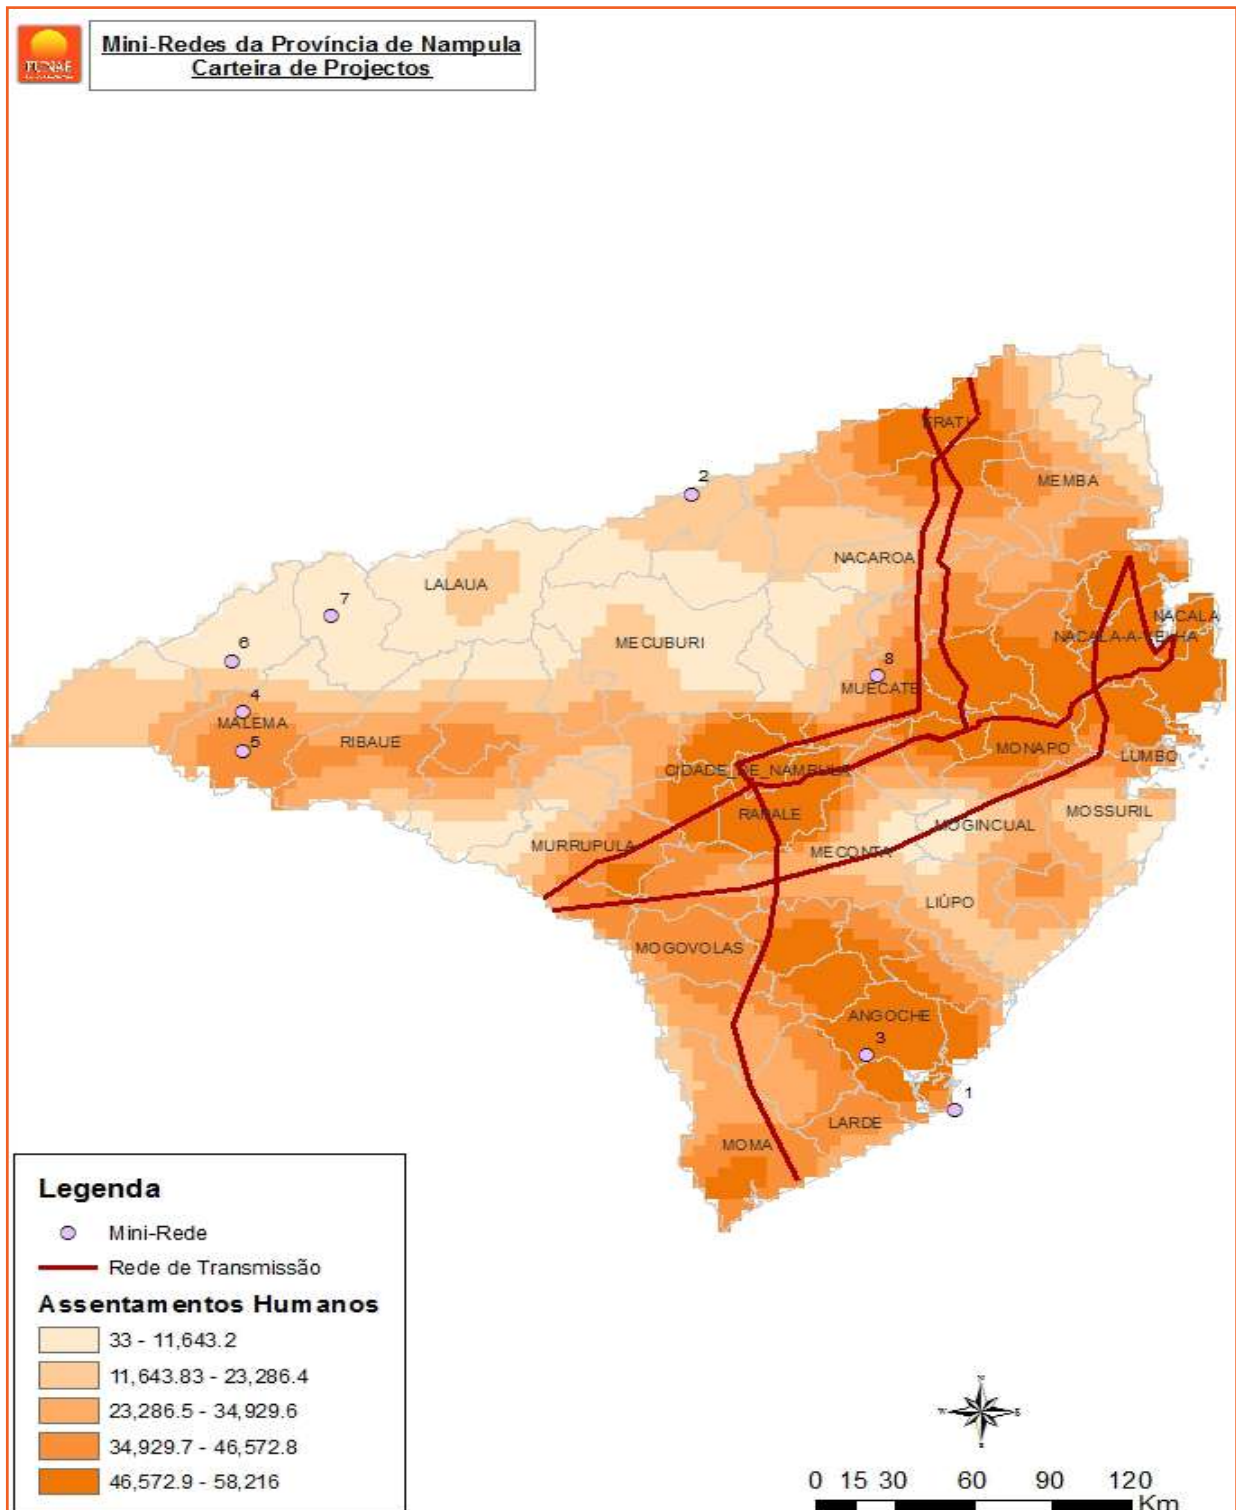 FUNAE
Mini-Redes da Província de Nampula
Carteira de Projectos
ERATI
2
MEMBA
NACAROA
LALAUA
7
NACALA
NACALA-A-VELHA
6
MECUBURI
8
MUECATE
4
MALEMA
RIBAUE
5
MONAPO
LUMBO
CIDADE_DE_NAMPULA
RAPALE
MOSSURIL
MOGINCUAL
MURRUPULA
MECONTA
LIÚPO
MOGOVOLAS
ANGOCHE
3
1
LARDE
MOMA
Legenda
Mini-Rede
Rede de Transmissão
Assentamentos Humanos
33 - 11,643.2
11,643.83 - 23,286.4
23,286.5 - 34,929.6
34,929.7 - 46,572.8
46,572.9 - 58,216
N
W E
S
0 15 30 60 90 120
Km